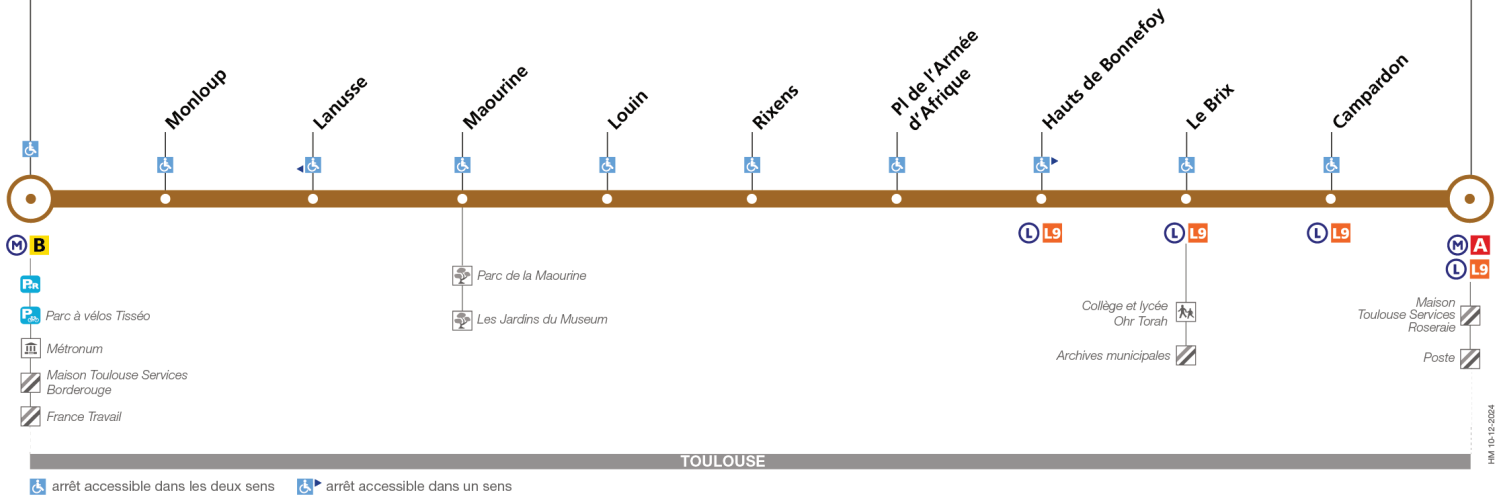 Monloup
Lanusse
Maourine
Louin
Rixens
Pl de l'Armée
d'Afrique
Hauts de Bonnefoy
Le Brix
Campardon
M B
P+R
P Parc à vélos Tisséo
Métronum
Maison Toulouse Services
Borderouge
France Travail
Parc de la Maourine
Les Jardins du Museum
L L9
L L9
Collège et lycée
Ohr Torah
Archives municipales
L L9
M A
L L9
Maison
Toulouse Services
Roseraie
Poste
HM 10-12-2024
TOULOUSE
arrêt accessible dans les deux sens
arrêt accessible dans un sens